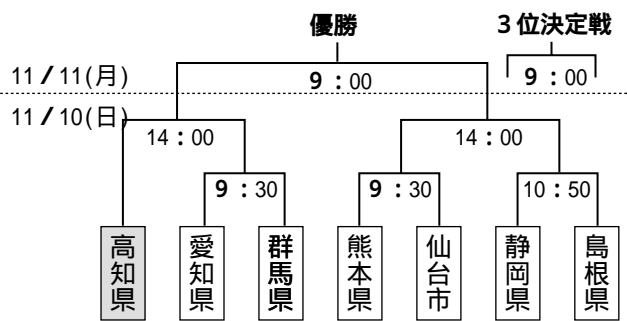 優勝
3位決定戦
11/11(月)
9:00
9:00
11/10(日)
14:00
14:00
9:30
9:30
10:50
高知県
愛知県
群馬県
熊本県
仙台市
静岡県
島根県